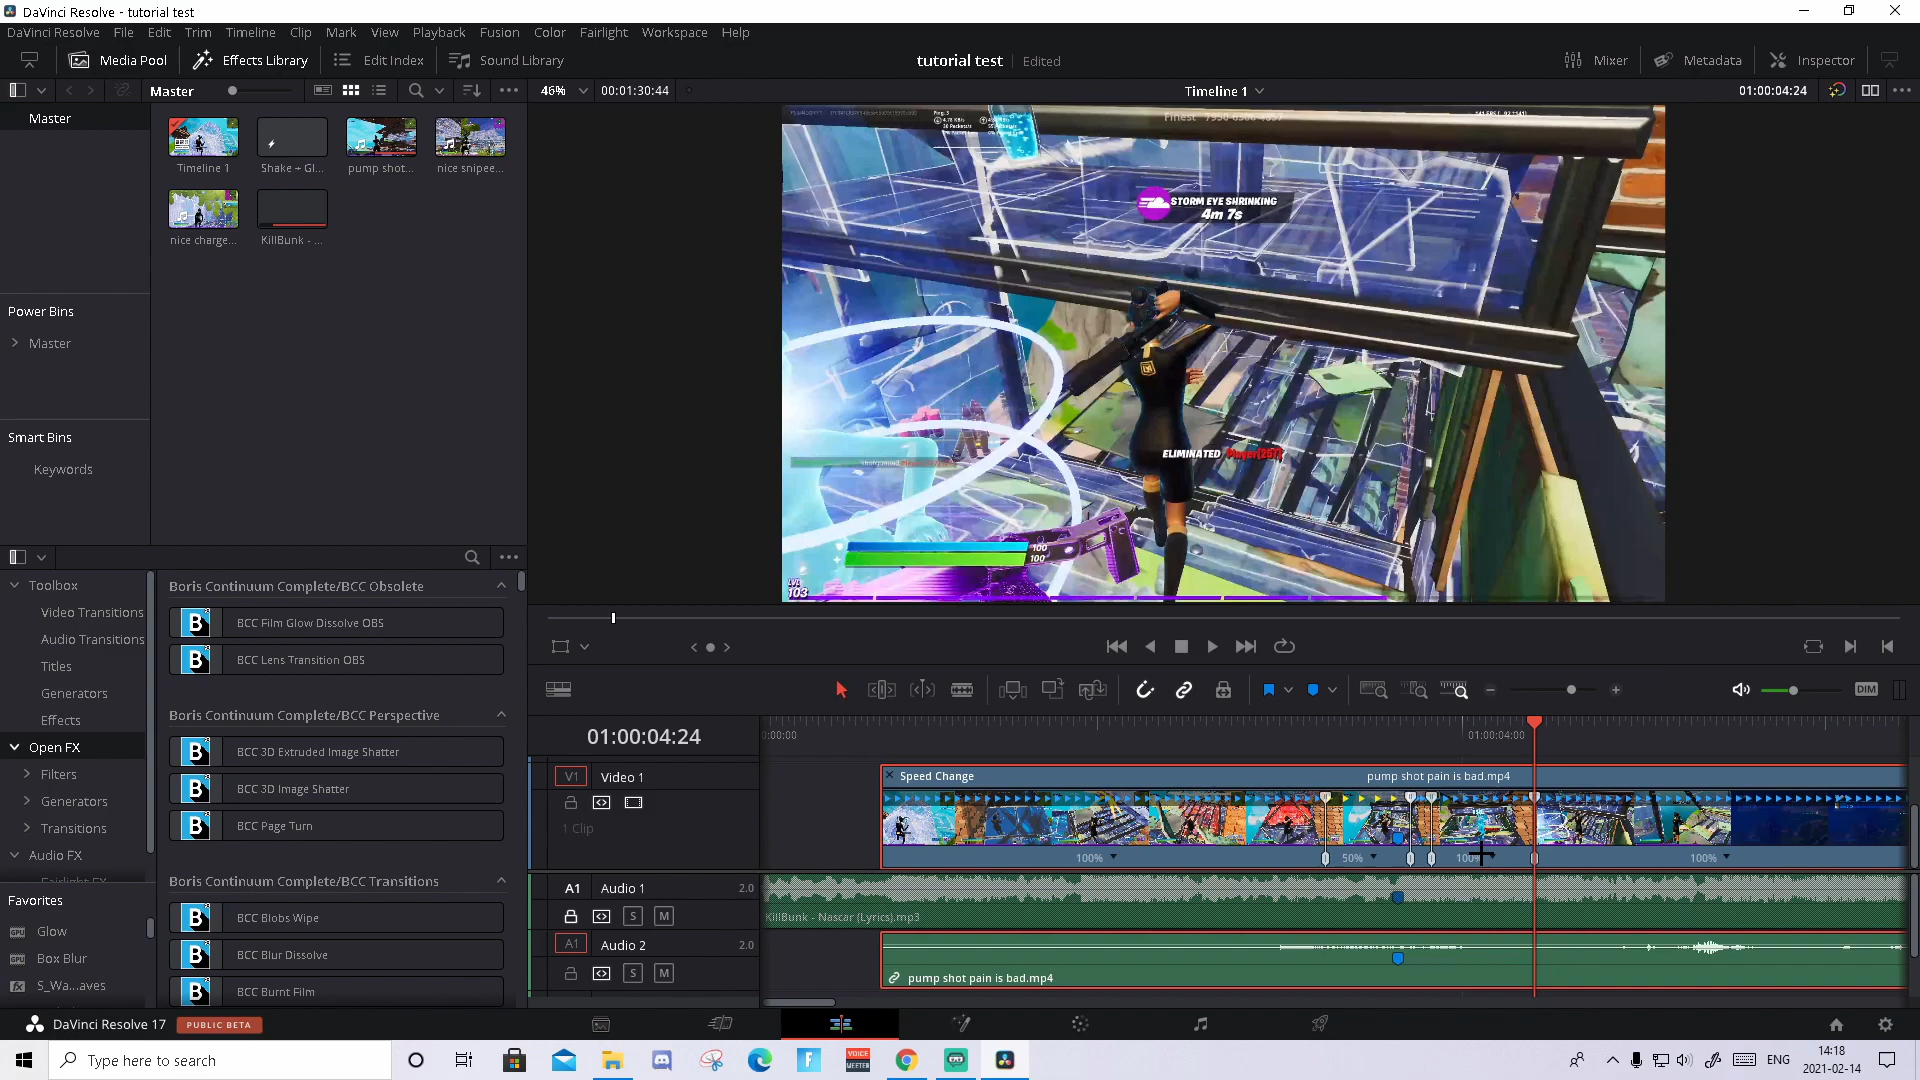 DaVinci Resolve - tutorial test
DaVinci Resolve File Edit Trim Timeline Clip Mark View Playback Fusion Color Fairlight Workspace Help
Media Pool Effects Library Edit Index Sound Library
tutorial test Edited
Mixer Metadata Inspector
Master
46% 00:01:30:44
Timeline 1
01:00:04:24
Master
Timeline 1
Shake + Gl...
pump shot...
nice snipee...
nice charge...
KillBunk - ...
Power Bins
Master
Smart Bins
Keywords
STORM EYE SHRINKING
4m 7s
ELIMINATED
100
100
LVL
103
Toolbox
Video Transitions
Audio Transitions
Titles
Generators
Effects
Open FX
Filters
Generators
Transitions
Audio FX
Favorites
Glow
Box Blur
S_Wa...aves
Boris Continuum Complete/BCC Obsolete
BCC Film Glow Dissolve OBS
BCC Lens Transition OBS
Boris Continuum Complete/BCC Perspective
BCC 3D Extruded Image Shatter
BCC 3D Image Shatter
BCC Page Turn
Boris Continuum Complete/BCC Transitions
BCC Blobs Wipe
BCC Blur Dissolve
BCC Burnt Film
DIM
01:00:04:24
01:00:04:00
V1 Video 1
1 Clip
Speed Change
pump shot pain is bad.mp4
100%
50%
100%
100%
A1 Audio 1 2.0
S M
KillBunk - Nascar (Lyrics).mp3
A1 Audio 2 2.0
S M
pump shot pain is bad.mp4
DaVinci Resolve 17
PUBLIC BETA
Type here to search
VOICE
MEETER
ENG
14:18
2021-02-14